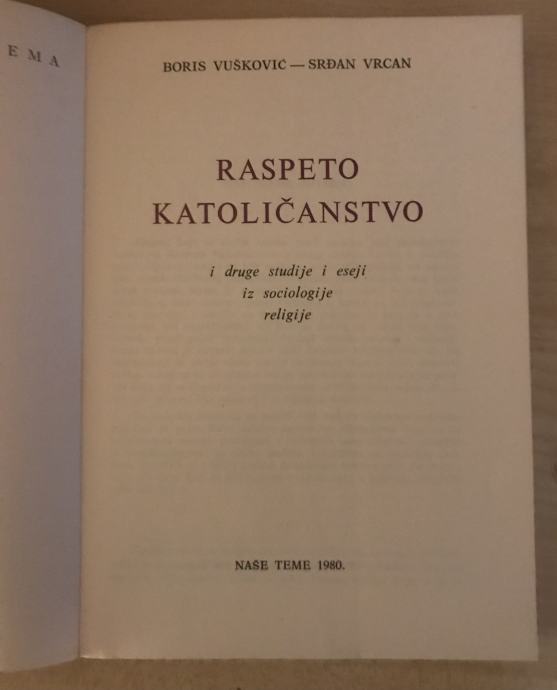 E M A
BORIS VUŠKOVIĆ — SRĐAN VRCAN
RASPETO
KATOLIČANSTVO
i druge studije i eseji
iz sociologije
religije
NAŠE TEME 1980.